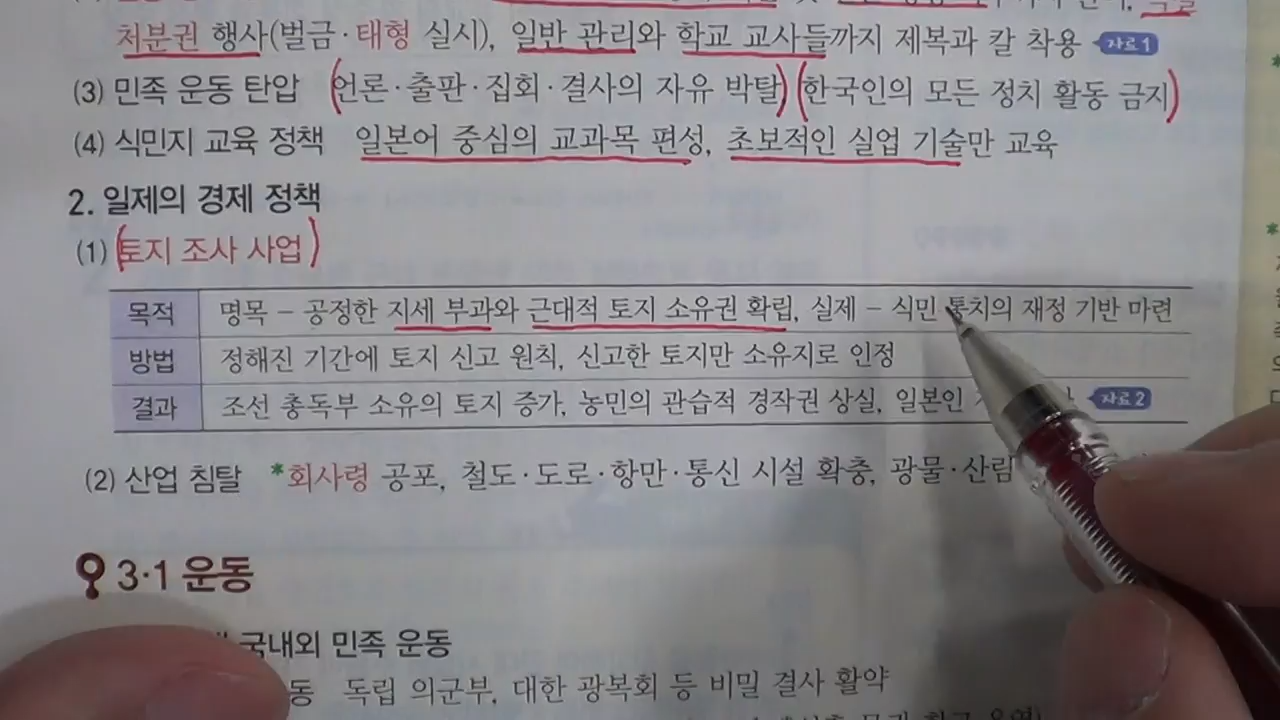 처분권 행사(벌금·태형 실시), 일반 관리와 학교 교사들까지 제복과 칼 착용 자료1
(3) 민족 운동 탄압 (언론·출판·집회·결사의 자유 박탈) (한국인의 모든 정치 활동 금지)
(4) 식민지 교육 정책 일본어 중심의 교과목 편성, 초보적인 실업 기술만 교육
2. 일제의 경제 정책
(1) (토지 조사 사업)
목적 명목 – 공정한 지세 부과와 근대적 토지 소유권 확립, 실제 – 식민 통치의 재정 기반 마련
방법 정해진 기간에 토지 신고 원칙, 신고한 토지만 소유지로 인정
결과 조선 총독부 소유의 토지 증가, 농민의 관습적 경작권 상실, 일본인 자료2
(2) 산업 침탈 *회사령 공포, 철도·도로·항만·통신 시설 확충, 광물·산림
3·1 운동
국내외 민족 운동
동 독립 의군부, 대한 광복회 등 비밀 결사 활약